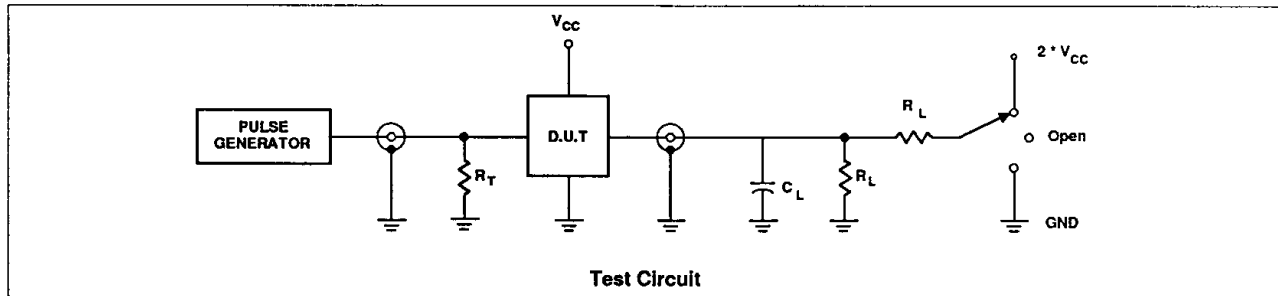 V_CC
2 * V_CC
PULSE
GENERATOR
R_T
D.U.T
C_L
R_L
R_L
Open
GND
Test Circuit